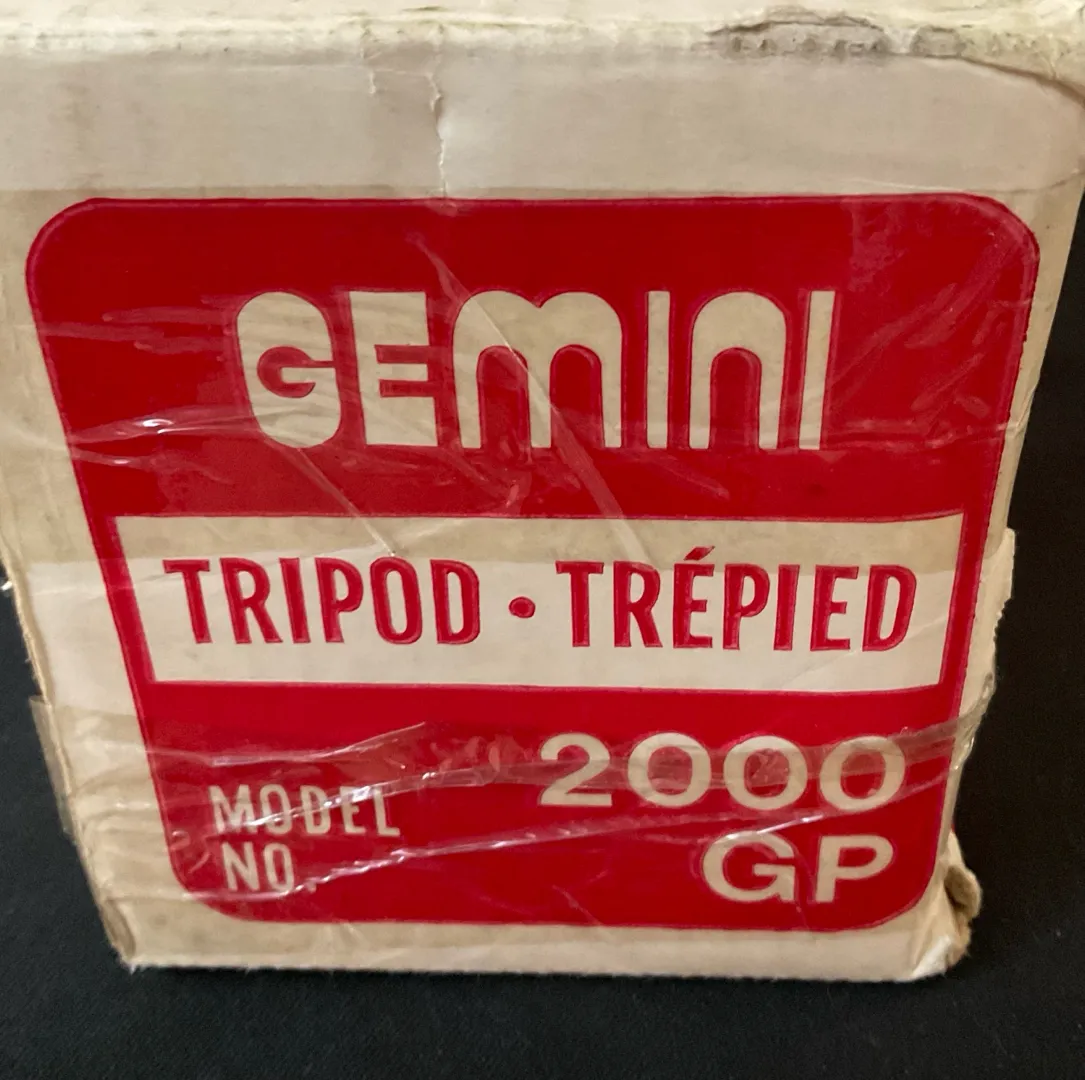 GEMINI
TRIPOD · TRÉPIED
MODEL NO. 2000 GP